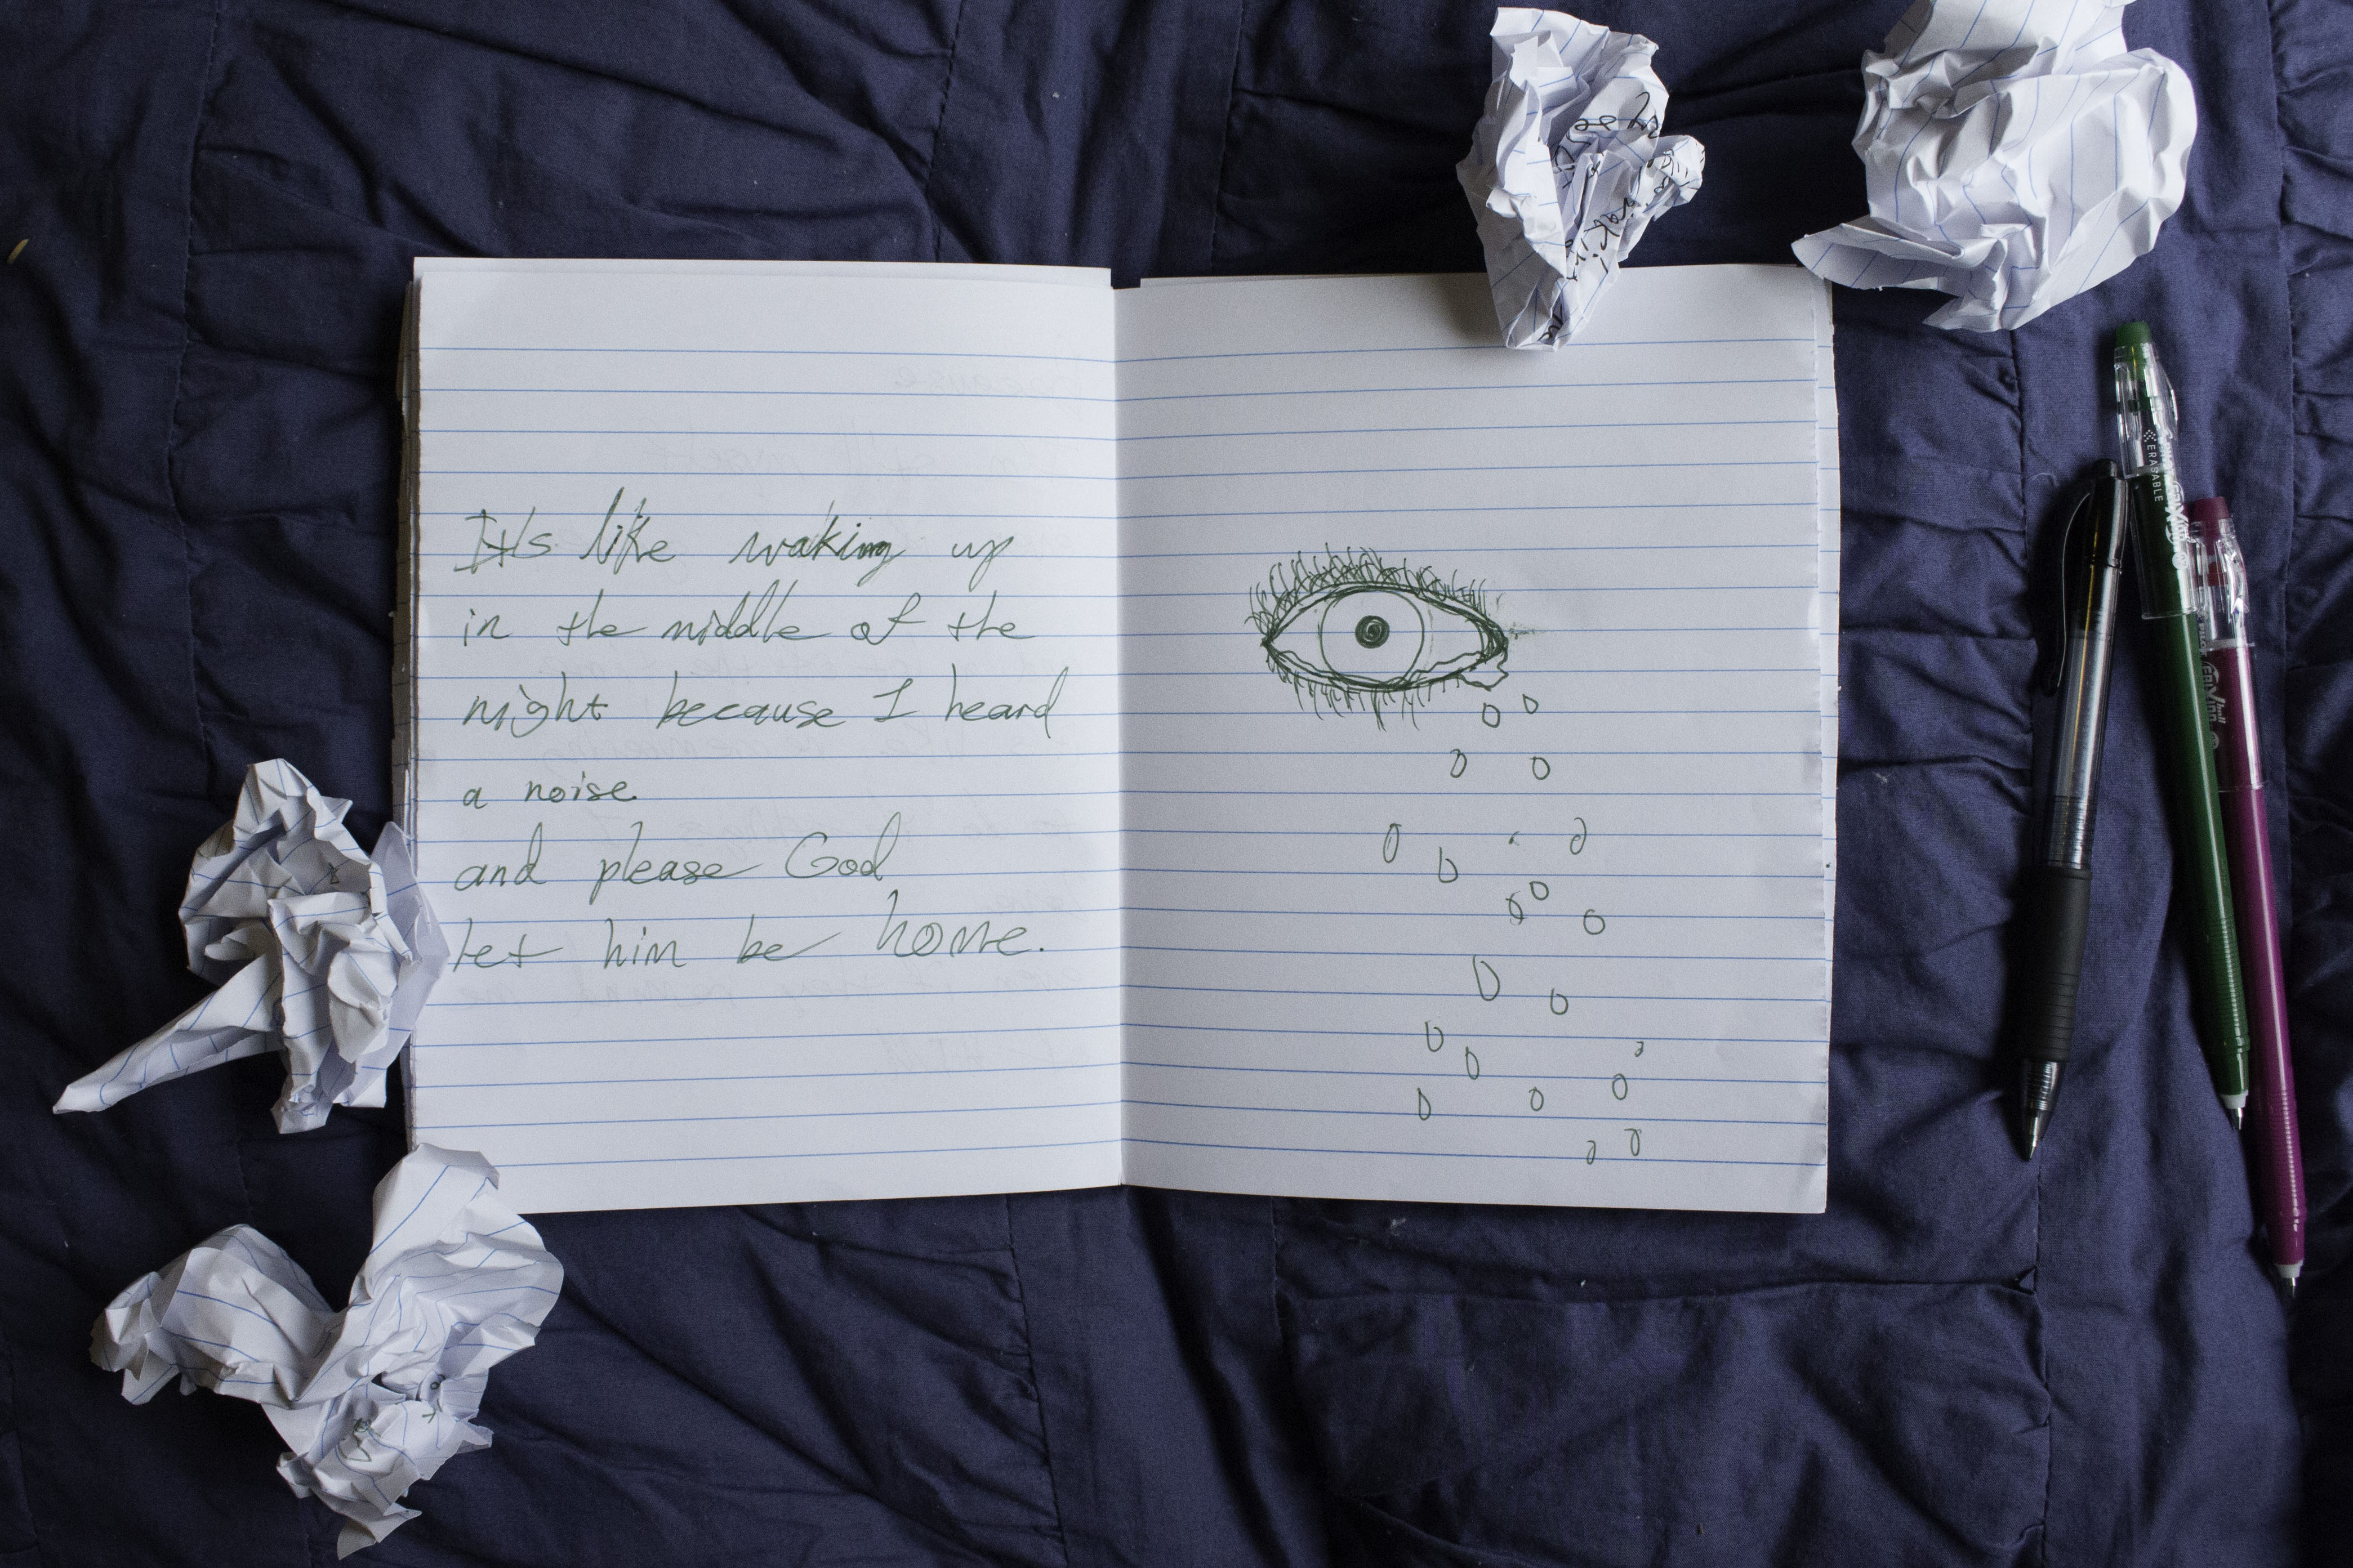 It's like waking up
in the middle of the
night because I heard
a noise.
and please God
let him be home.
ERASABLE